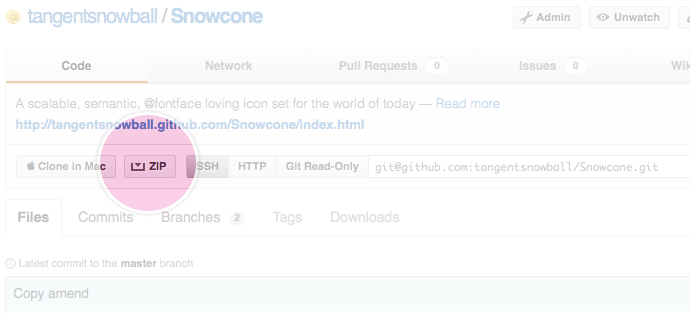 tangentsnowball / Snowcone
Admin
Unwatch
Code
Network
Pull Requests 0
Issues 0
A scalable, semantic, @fontface loving icon set for the world of today — Read more
http://tangentsnowball.github.com/Snowcone/index.html
Clone in Mac
ZIP
SSH
HTTP
Git Read-Only
git@github.com:tangentsnowball/Snowcone.git
Files
Commits
Branches 2
Tags
Downloads
Latest commit to the master branch
Copy amend